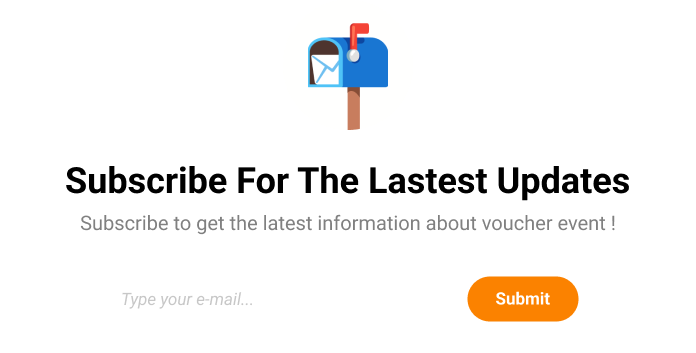 Subscribe For The Lastest Updates
Subscribe to get the latest information about voucher event !
Type your e-mail...
Submit